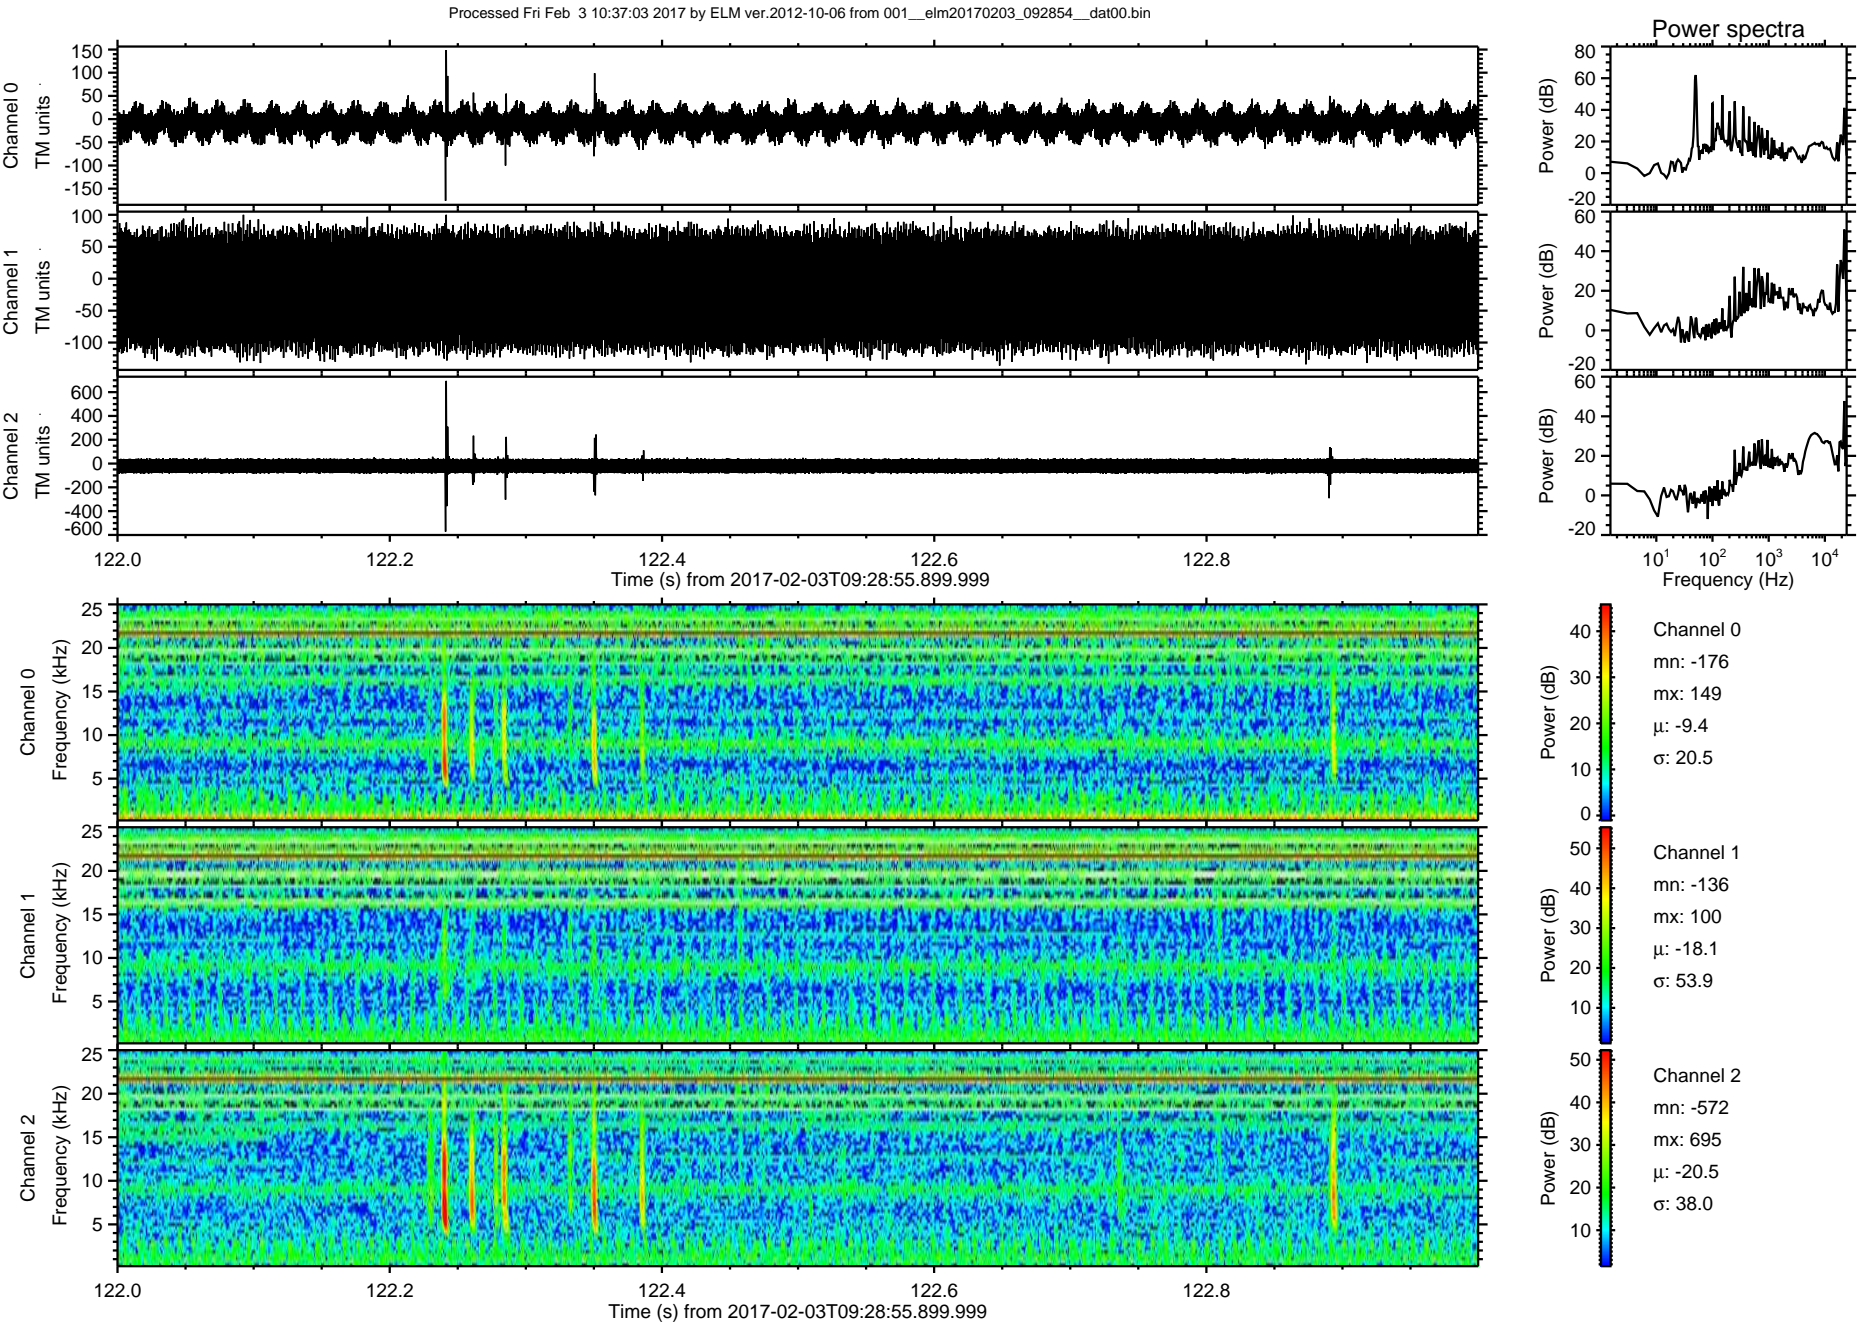 Processed Fri Feb  3 10:37:03 2017 by ELM ver.2012-10-06 from 001__elm20170203_092854__dat00.bin
Power spectra
Channel 0
TM units
150
100
50
0
-50
-100
-150
Power (dB)
80
60
40
20
0
-20
Channel 1
TM units
100
50
0
-50
-100
Power (dB)
60
40
20
0
-20
Channel 2
TM units
600
400
200
0
-200
-400
-600
Power (dB)
60
40
20
0
-20
122.0 122.2 122.4 122.6 122.8
Time (s) from 2017-02-03T09:28:55.899.999
10¹ 10² 10³ 10⁴
Frequency (Hz)
Channel 0
Frequency (kHz)
25
20
15
10
5
Power (dB)
40
30
20
10
0
Channel 0
mn: -176
mx: 149
μ: -9.4
σ: 20.5
Channel 1
Frequency (kHz)
25
20
15
10
5
Power (dB)
50
40
30
20
10
Channel 1
mn: -136
mx: 100
μ: -18.1
σ: 53.9
Channel 2
Frequency (kHz)
25
20
15
10
5
Power (dB)
50
40
30
20
10
Channel 2
mn: -572
mx: 695
μ: -20.5
σ: 38.0
122.0 122.2 122.4 122.6 122.8
Time (s) from 2017-02-03T09:28:55.899.999